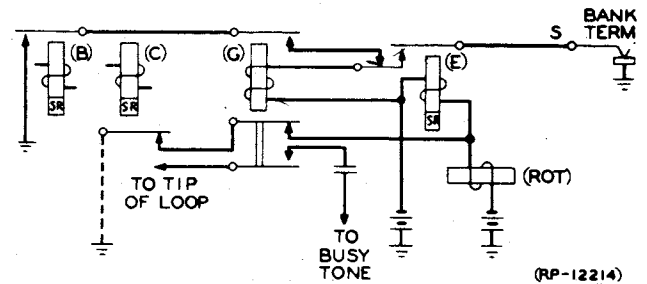 BANK
TERM
S
(B)
(C)
(G)
(E)
SR
SR
SR
(ROT)
TO TIP
OF LOOP
TO
BUSY
TONE
(RP-12214)